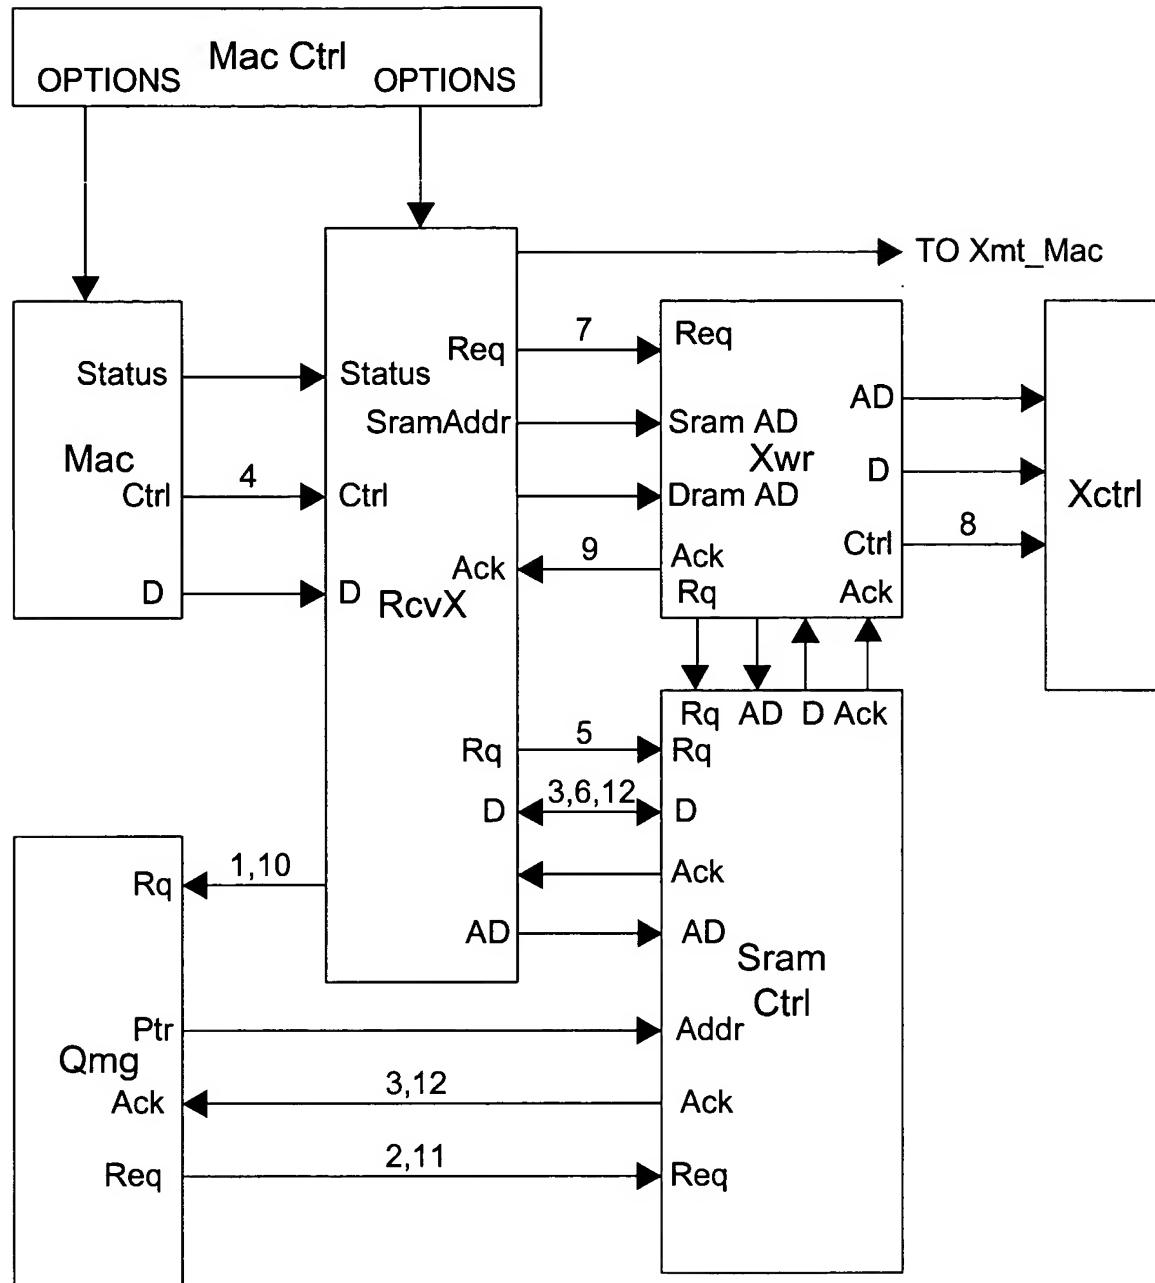 Mac Ctrl
OPTIONS OPTIONS
TO Xmt_Mac
Req 7 Req
Status Status
AD
SramAddr Sram AD
Mac
Xwr
D
Ctrl 4 Ctrl
Dram AD
Xctrl
Ctrl 8
Ack 9 Ack
D D
RcvX
Rq Ack
Rq AD D Ack
Rq 5 Rq
D 3,6,12 D
Rq 1,10
Ack
AD AD
Sram
Ctrl
Ptr Addr
Qmg
Ack 3,12 Ack
Req 2,11 Req